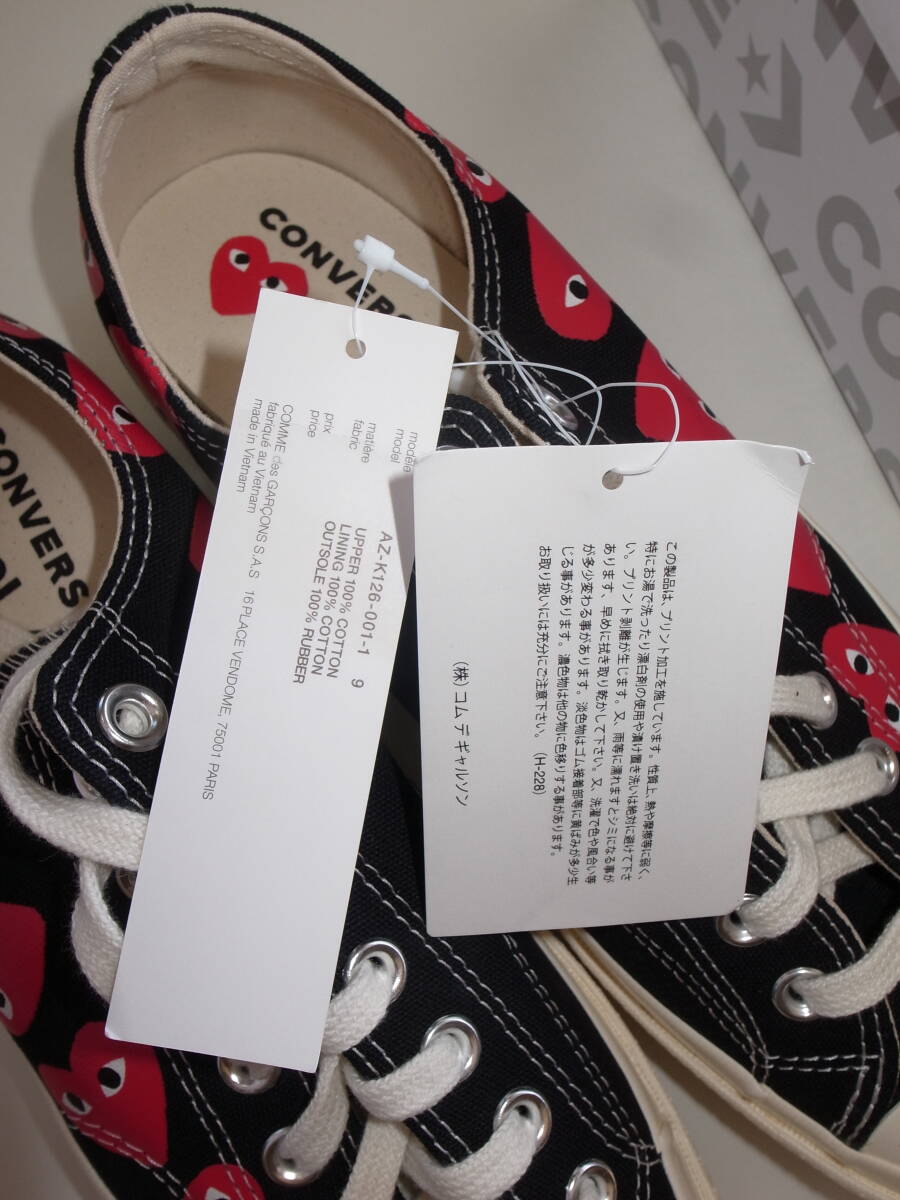 CONVERS
CONVERS
modèle
model
AZ-K126-001-1 9
matière
fabric
UPPER 100% COTTON
LINING 100% COTTON
OUTSOLE 100% RUBBER
prix
price
COMME des GARÇONS S.A.S 16 PLACE VENDOME, 75001 PARIS
fabriqué au Vietnam
made in Vietnam
この製品は、プリント加工を施しています。性質上、熱や摩擦等に弱く、
特にお湯で洗ったり漂白剤の使用や漬け置き洗いは絶対に避けて下さ
い。プリント剥離が生じます。又、雨等に濡れますとシミになる事が
あります、早めに拭き取り乾かして下さい。又、洗濯で色や風合い等
が多少変わる事があります。淡色物はゴム接着部等に黄ばみが多少生
じる事があります。濃色物は他の物に色移りする事があります。
お取り扱いには充分にご注意下さい。(H-228)
(株)コム デ ギャルソン